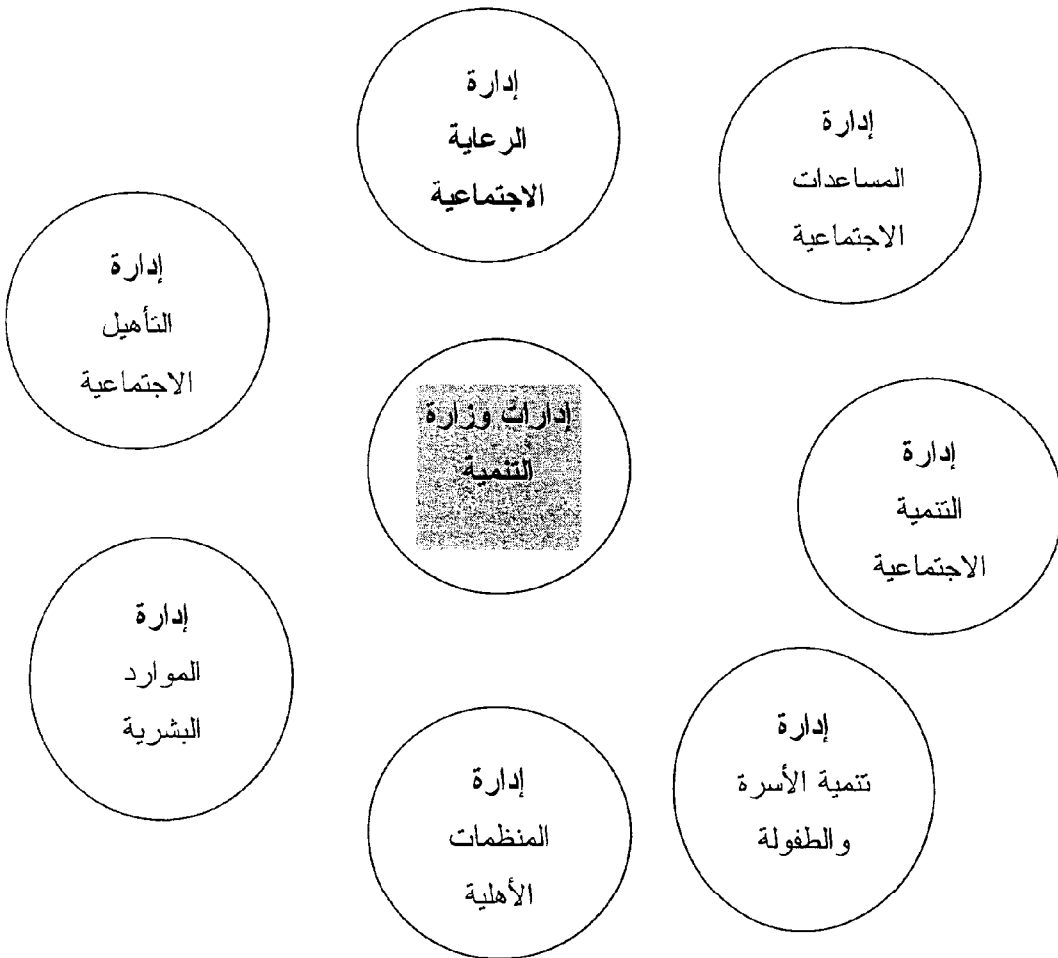 إدارة
الرعاية
الاجتماعية
إدارة
المساعدات
الاجتماعية
إدارة
التأهيل
الاجتماعية
إدارات وزارة
التنمية
إدارة
التنمية
الاجتماعية
إدارة
الموارد
البشرية
إدارة
المنظمات
الأهلية
إدارة
تنمية الأسرة
والطفولة